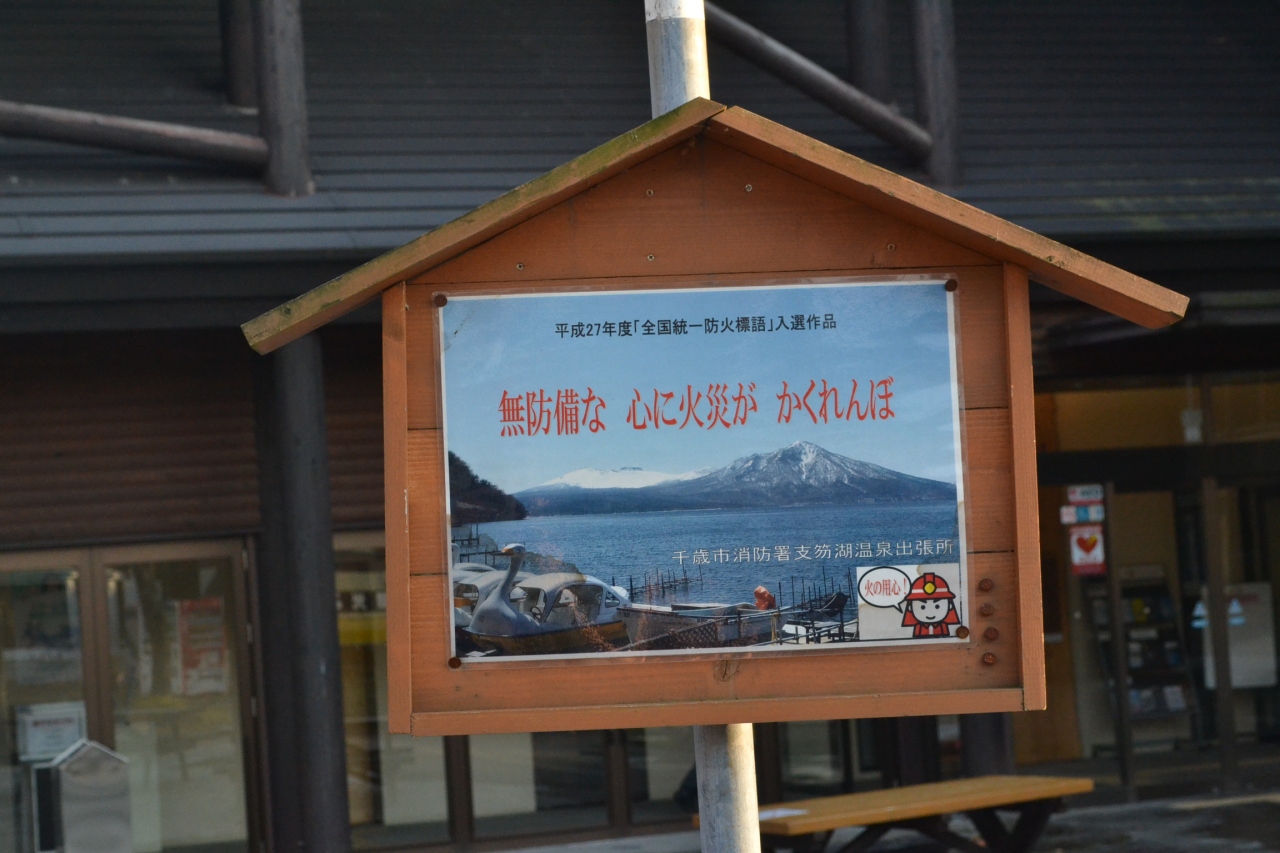 平成27年度「全国統一防火標語」入選作品
無防備な 心に火災が かくれんぼ
千歳市消防署支笏湖温泉出張所
火の用心!